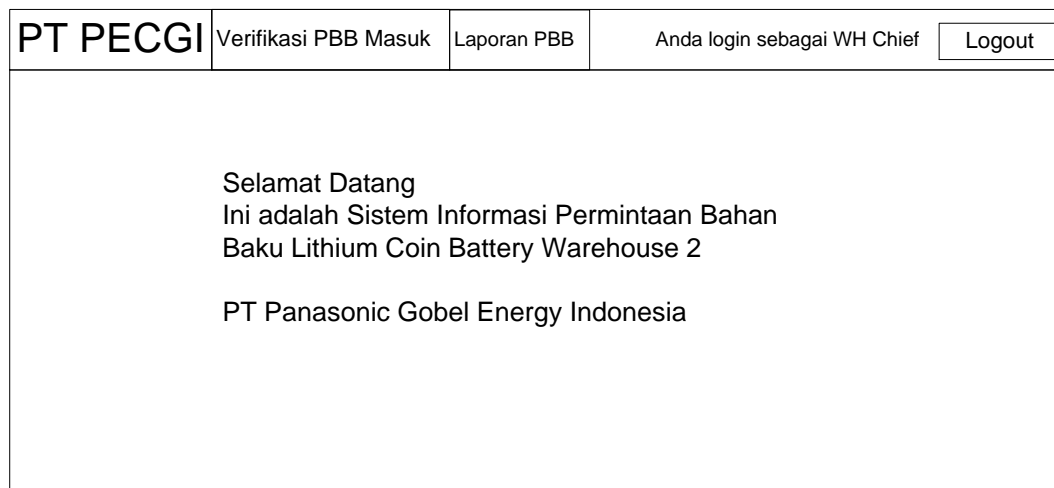 PT PECGI Verifikasi PBB Masuk Laporan PBB Anda login sebagai WH Chief Logout
Selamat Datang
Ini adalah Sistem Informasi Permintaan Bahan
Baku Lithium Coin Battery Warehouse 2
PT Panasonic Gobel Energy Indonesia